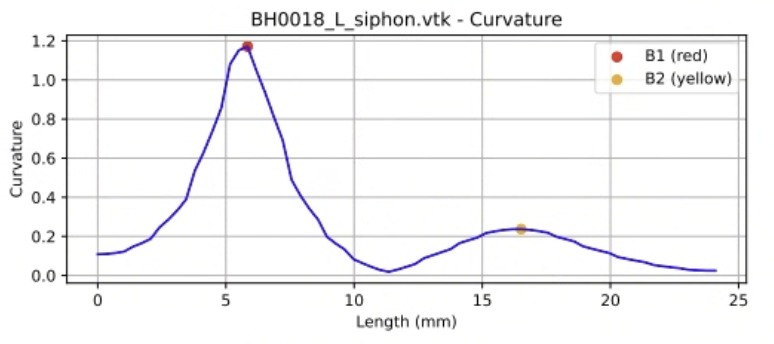 BH0018_L_siphon.vtk - Curvature
B1 (red)
B2 (yellow)
Curvature
1.2
1.0
0.8
0.6
0.4
0.2
0.0
0 5 10 15 20 25
Length (mm)